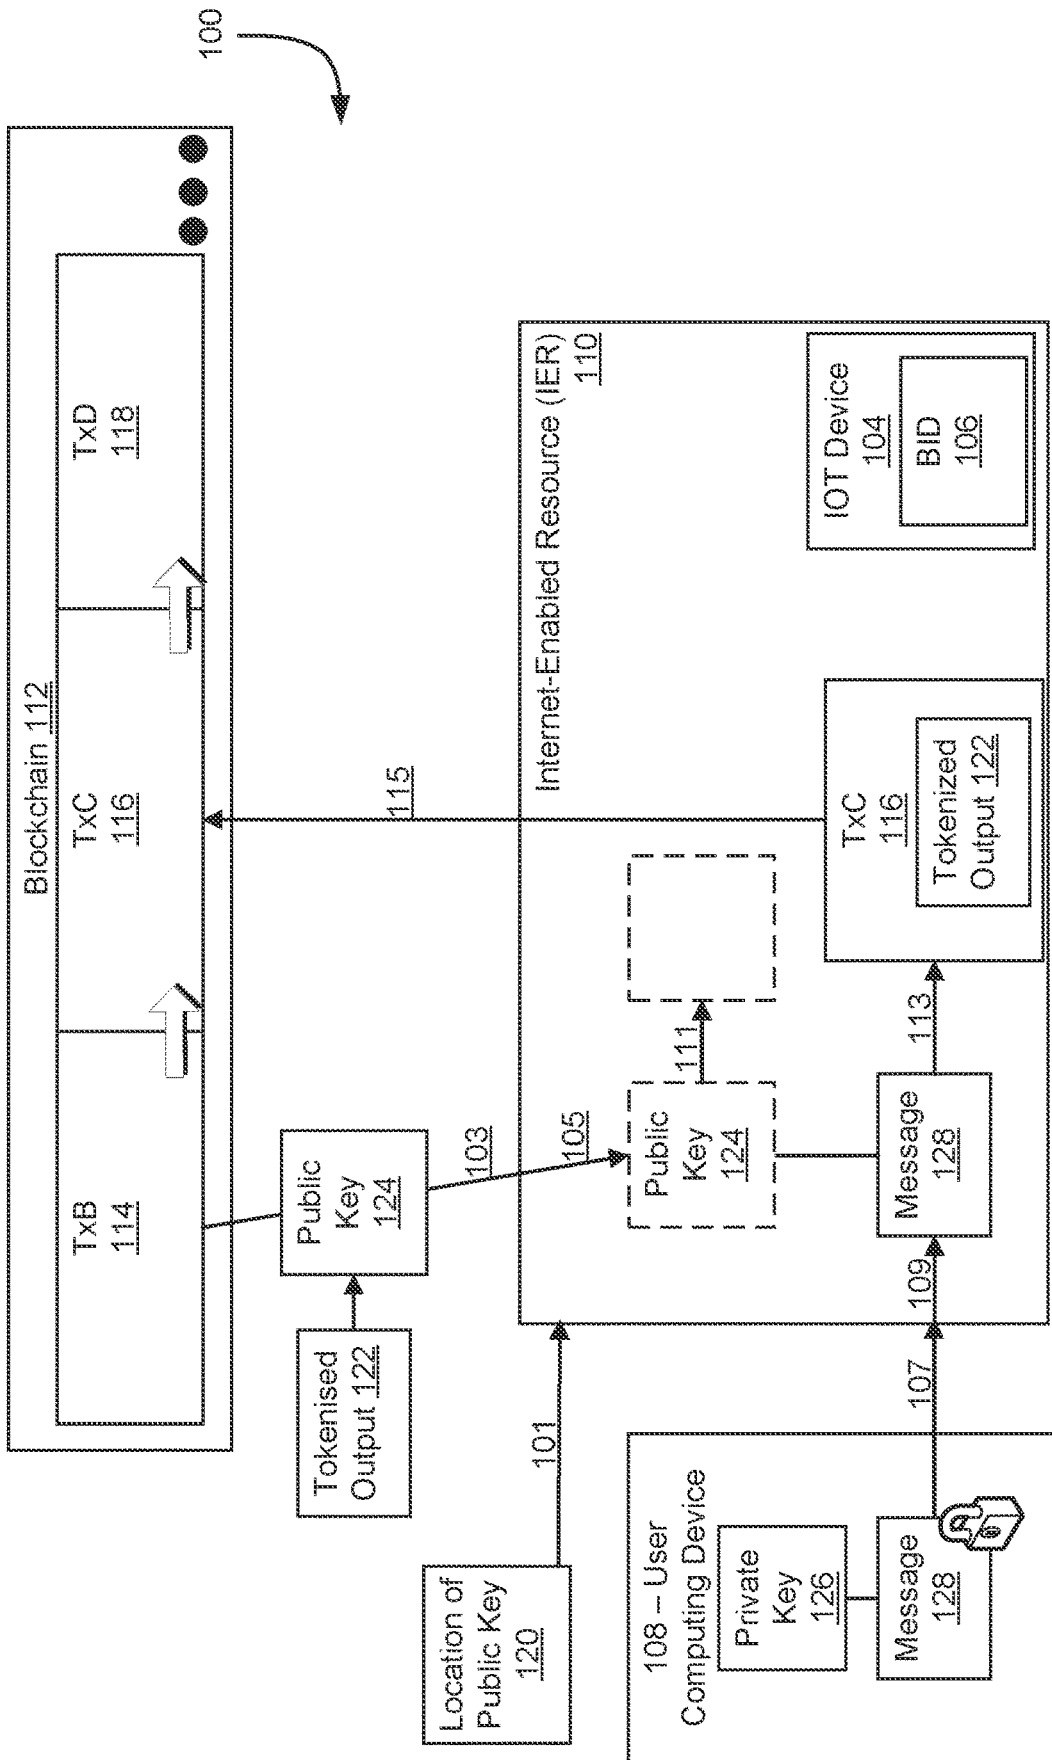 100
Blockchain 112
TxB
114
TxC
116
TxD
118
Tokenised
Output 122
Public
Key
124
103
115
Location of
Public Key
120
101
Internet-Enabled Resource (IER)
110
105
Public
Key
124
111
108 – User
Computing Device
Private
Key
126
Message
128
107
109
Message
128
113
TxC
116
Tokenized
Output 122
IOT Device
104
BID
106